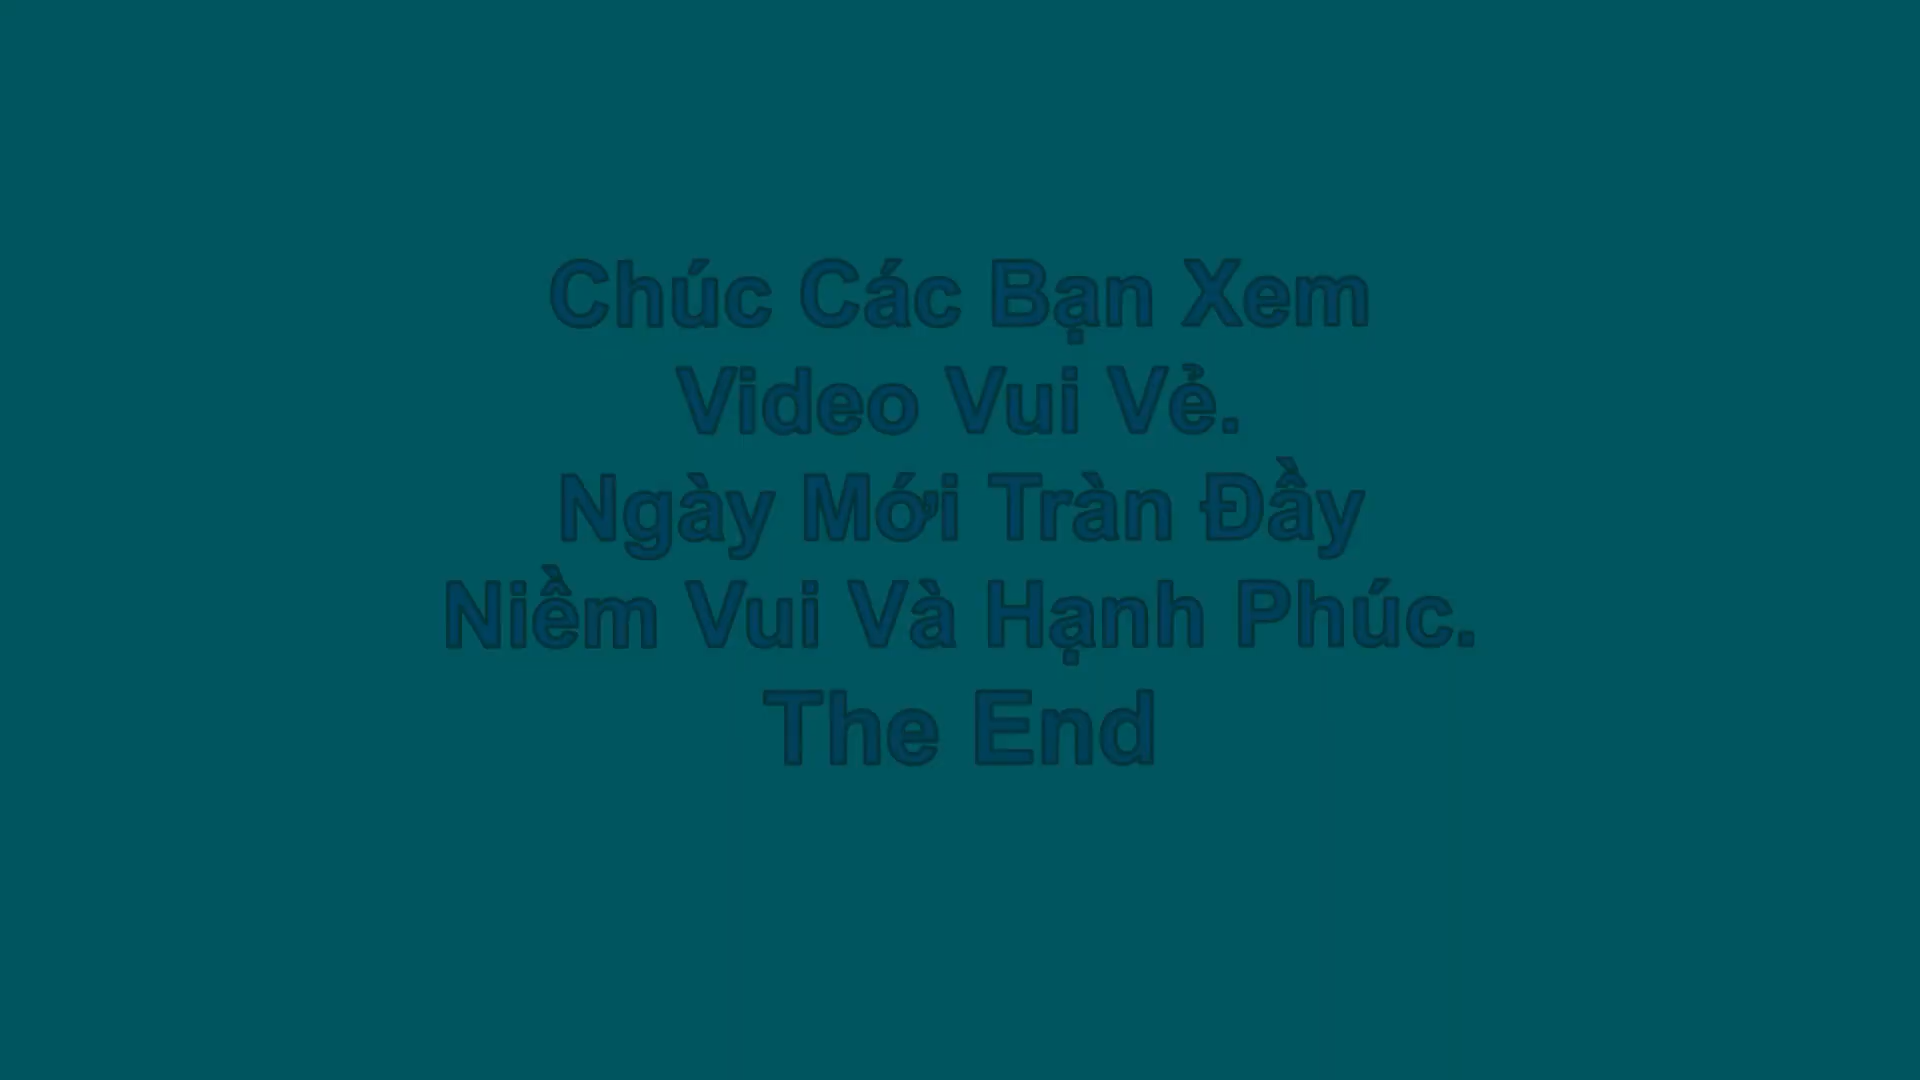 Chúc Các Bạn Xem
Video Vui Vẻ.
Ngày Mới Tràn Đầy
Niềm Vui Và Hạnh Phúc.
The End